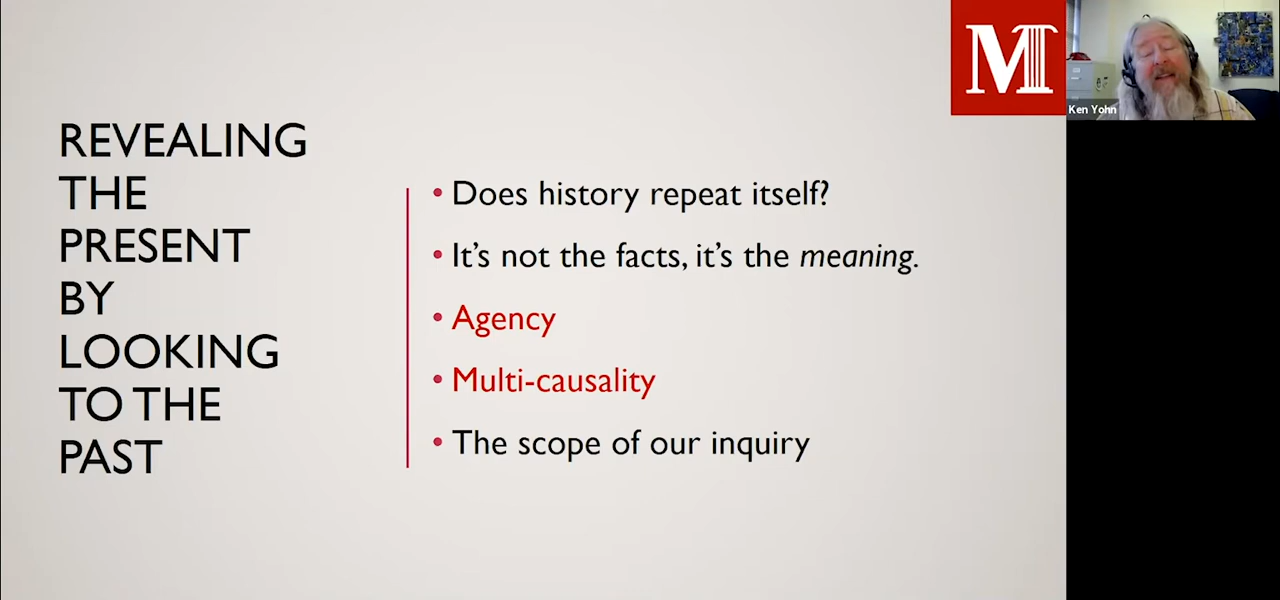 REVEALING
THE
PRESENT
BY
LOOKING
TO THE
PAST
• Does history repeat itself?
• It's not the facts, it's the meaning.
• Agency
• Multi-causality
• The scope of our inquiry
M
Ken Yohn